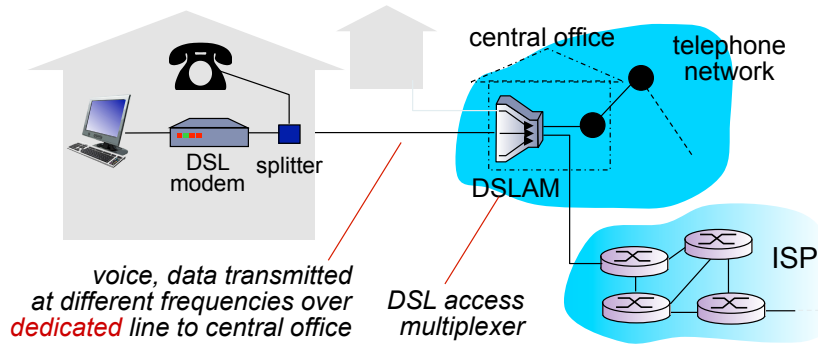 central office
telephone
network
DSL
modem
splitter
DSLAM
ISP
voice, data transmitted
at different frequencies over
dedicated line to central office
DSL access
multiplexer